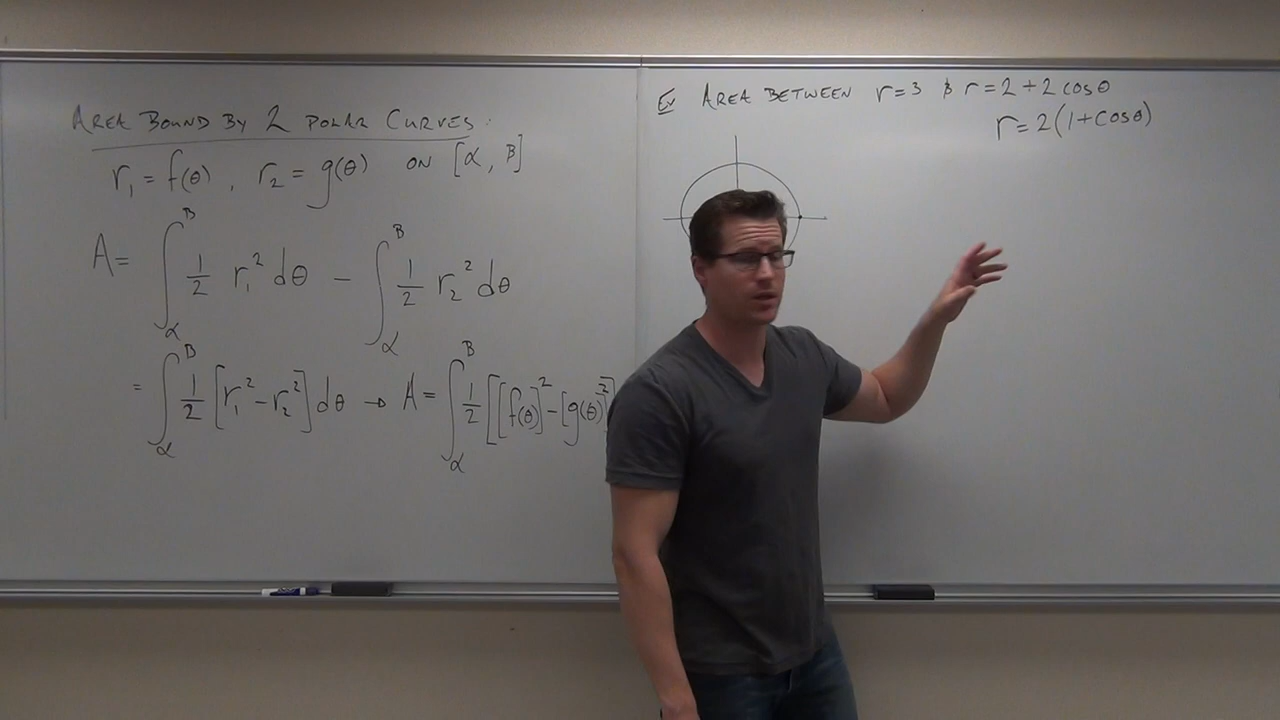 AREA BOUND BY 2 POLAR CURVES:
r₁ = f(θ), r₂ = g(θ) ON [α, β]
A = ∫_α^β 1/2 r₁² dθ − ∫_α^β 1/2 r₂² dθ
= ∫_α^β 1/2 [r₁² − r₂²] dθ → A = ∫_α^β 1/2 [[f(θ)]² − [g(θ)]²]
Ex AREA BETWEEN r = 3 & r = 2 + 2 cosθ
r = 2(1 + cosθ)